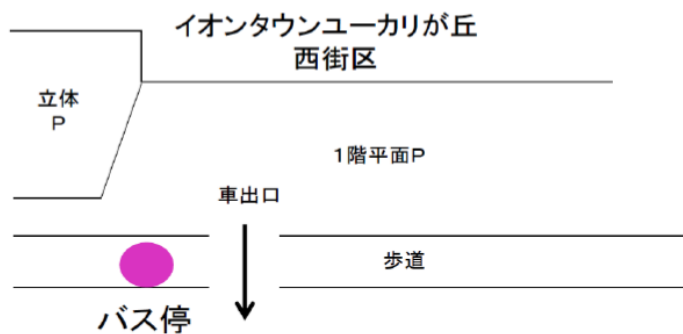 イオンタウンユーカリが丘
西街区
立体
P
1階平面P
車出口
歩道
バス停